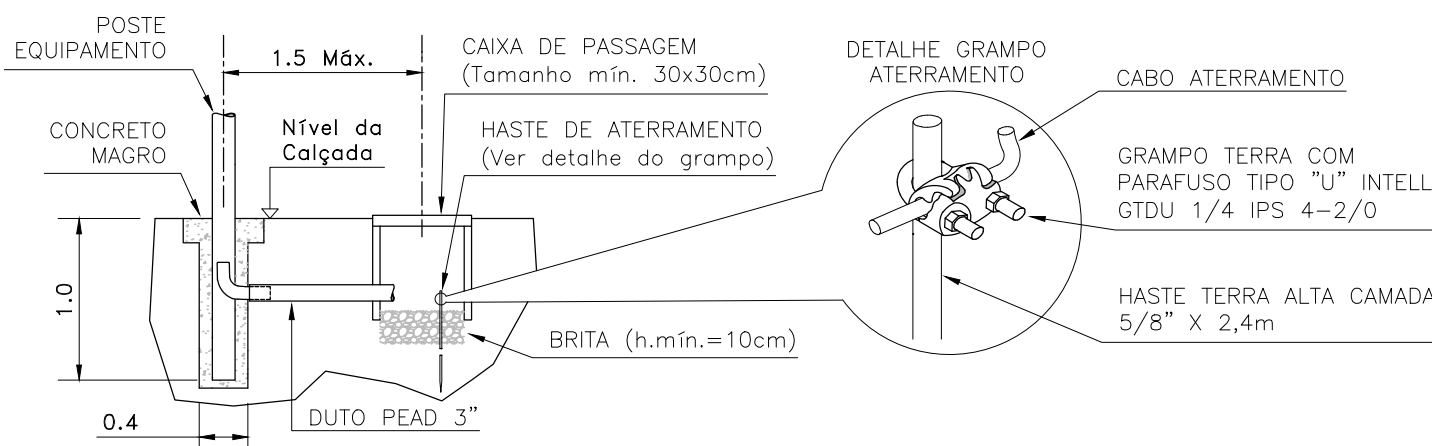 POSTE
EQUIPAMENTO
1.5 Máx.
CAIXA DE PASSAGEM
(Tamanho mín. 30x30cm)
DETALHE GRAMPO
ATERRAMENTO
CABO ATERRAMENTO
CONCRETO
MAGRO
Nível da
Calçada
HASTE DE ATERRAMENTO
(Ver detalhe do grampo)
GRAMPO TERRA COM
PARAFUSO TIPO "U" INTELL
GTDU 1/4 IPS 4-2/0
1.0
HASTE TERRA ALTA CAMADA
5/8" X 2,4m
BRITA (h.mín.=10cm)
DUTO PEAD 3"
0.4